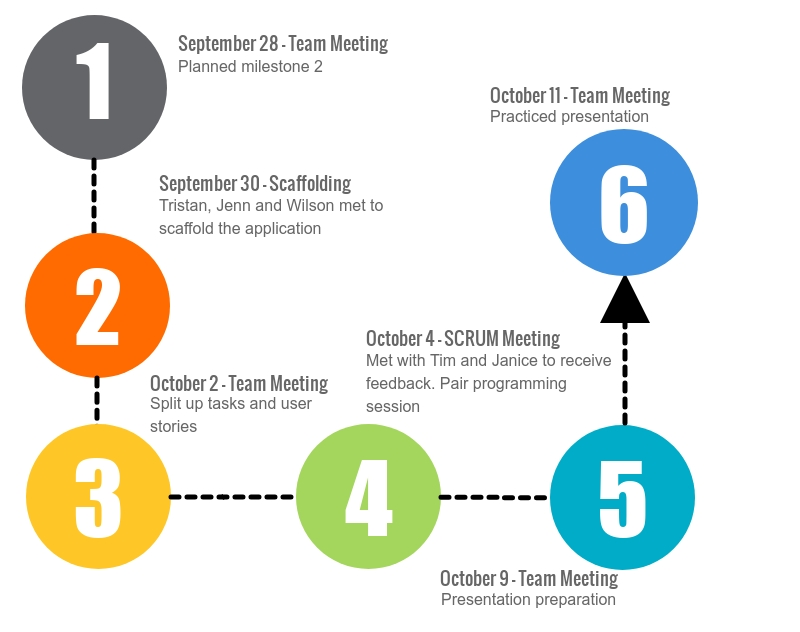 1
September 28 - Team Meeting
Planned milestone 2
2
September 30 - Scaffolding
Tristan, Jenn and Wilson met to
scaffold the application
3
October 2 - Team Meeting
Split up tasks and user
stories
4
October 4 - SCRUM Meeting
Met with Tim and Janice to receive
feedback. Pair programming
session
5
October 9 - Team Meeting
Presentation preparation
6
October 11 - Team Meeting
Practiced presentation